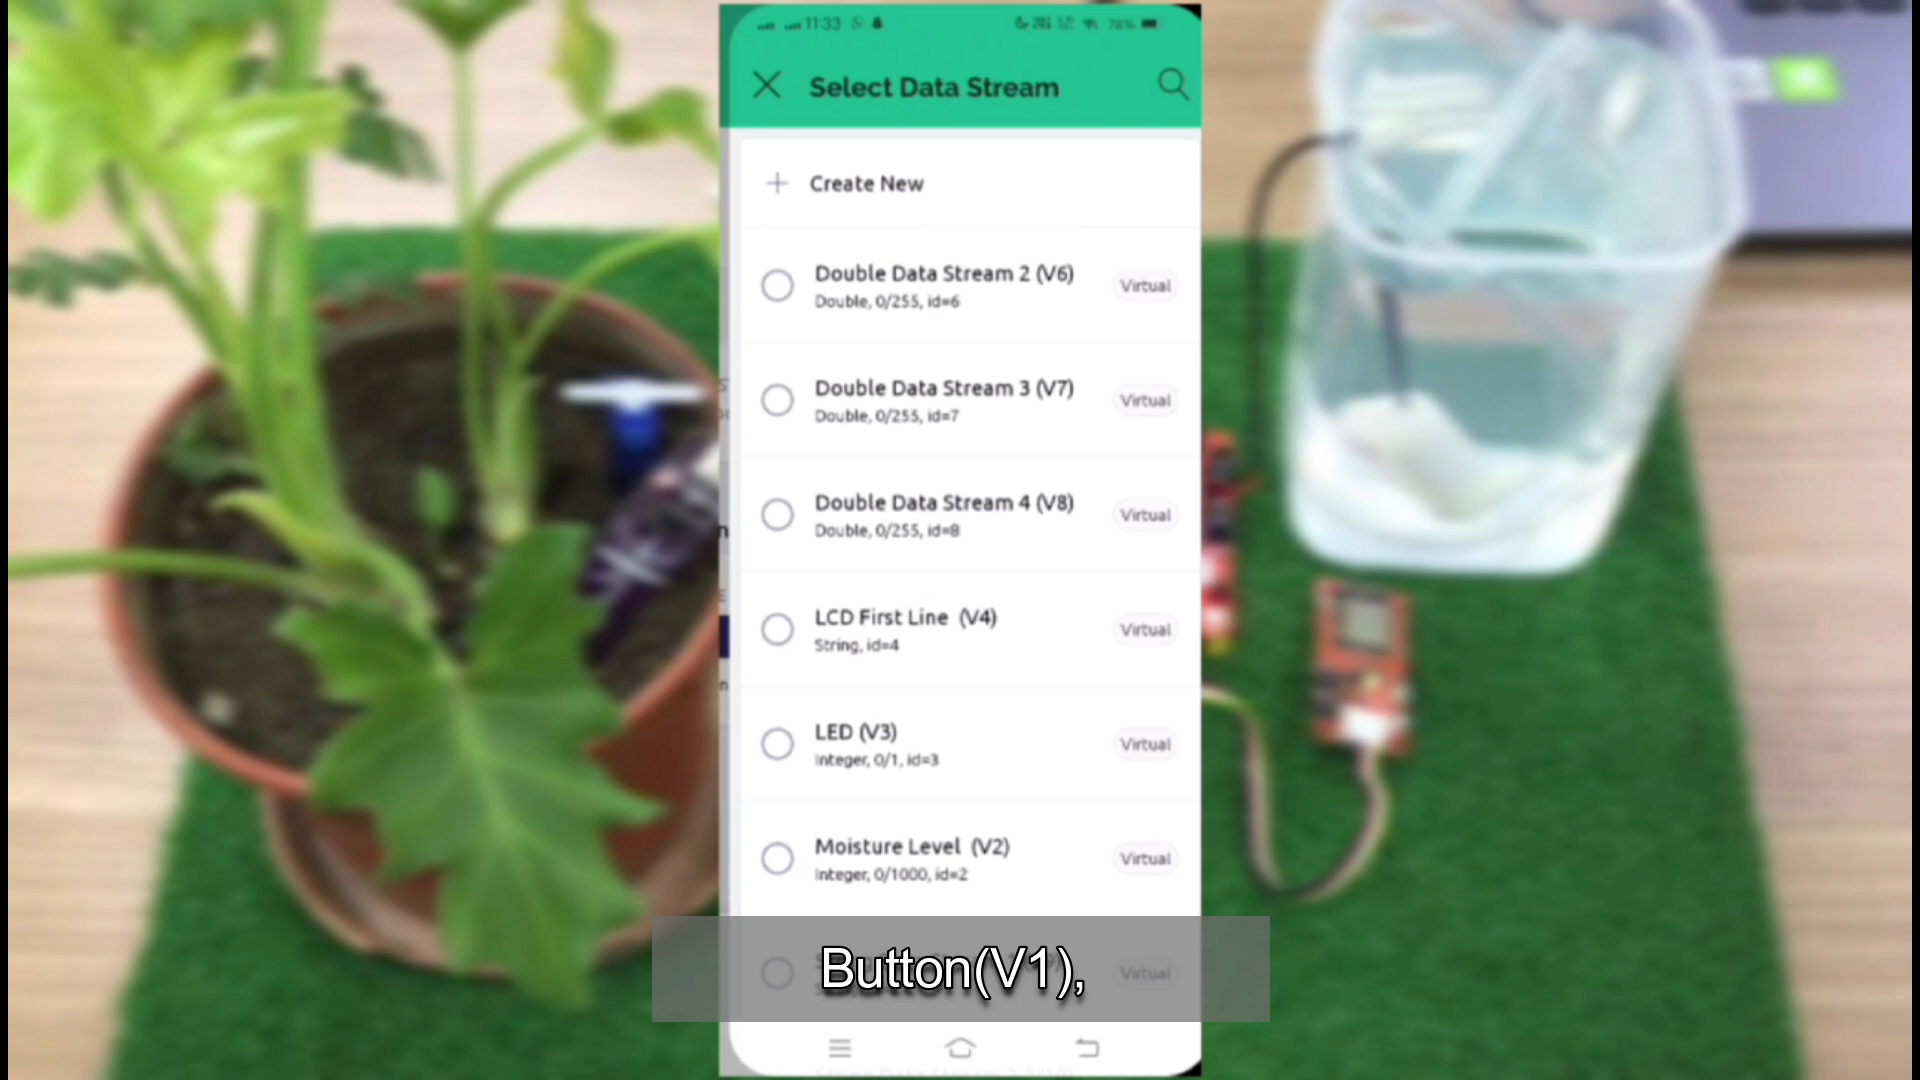 11:33
78%
Select Data Stream
Create New
Double Data Stream 2 (V6)
Virtual
Double, 0/255, id=6
Double Data Stream 3 (V7)
Virtual
Double, 0/255, id=7
Double Data Stream 4 (V8)
Virtual
Double, 0/255, id=8
LCD First Line (V4)
Virtual
String, id=4
LED (V3)
Virtual
Integer, 0/1, id=3
Moisture Level (V2)
Virtual
Integer, 0/1000, id=2
Button(V1),
Virtual